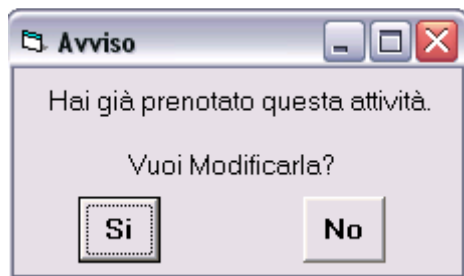 Avviso
Hai già prenotato questa attività.
Vuoi Modificarla?
Si No